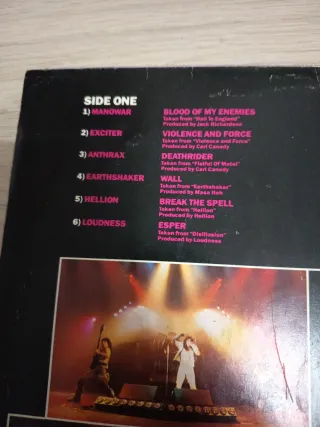 SIDE ONE
1) MANOWAR BLOOD OF MY ENEMIES
Taken from "Hail To England"
Produced by Jack Richardson
2) EXCITER VIOLENCE AND FORCE
Taken from "Violence and Force"
Produced by Carl Canedy
3) ANTHRAX DEATHRIDER
Taken from "Fistful Of Metal"
Produced by Carl Canedy
4) EARTHSHAKER WALL
Taken from "Earthshaker"
Produced by Masa Itoh
5) HELLION BREAK THE SPELL
Taken from "Hellion"
Produced by Hellion
6) LOUDNESS ESPER
Taken from "Disillusion"
Produced by Loudness